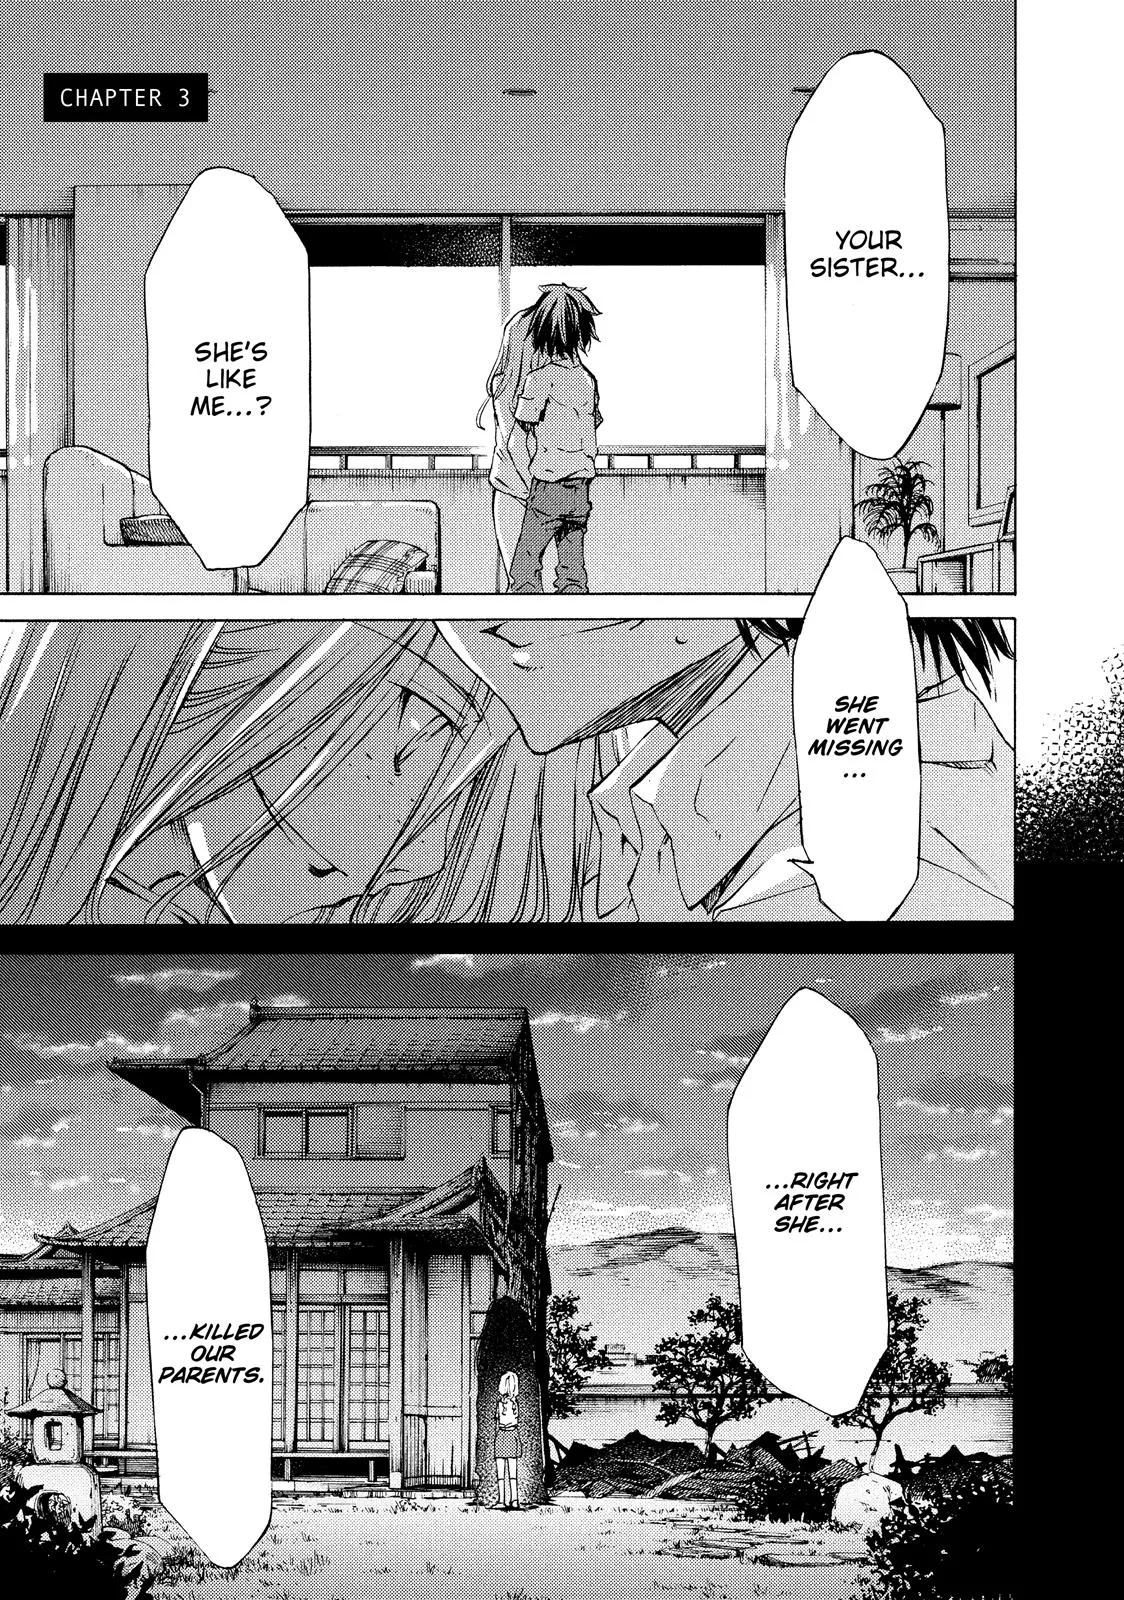 CHAPTER 3
YOUR
SISTER...
SHE'S
LIKE
ME...?
SHE
WENT
MISSING
...
...RIGHT
AFTER
SHE...
...KILLED
OUR
PARENTS.